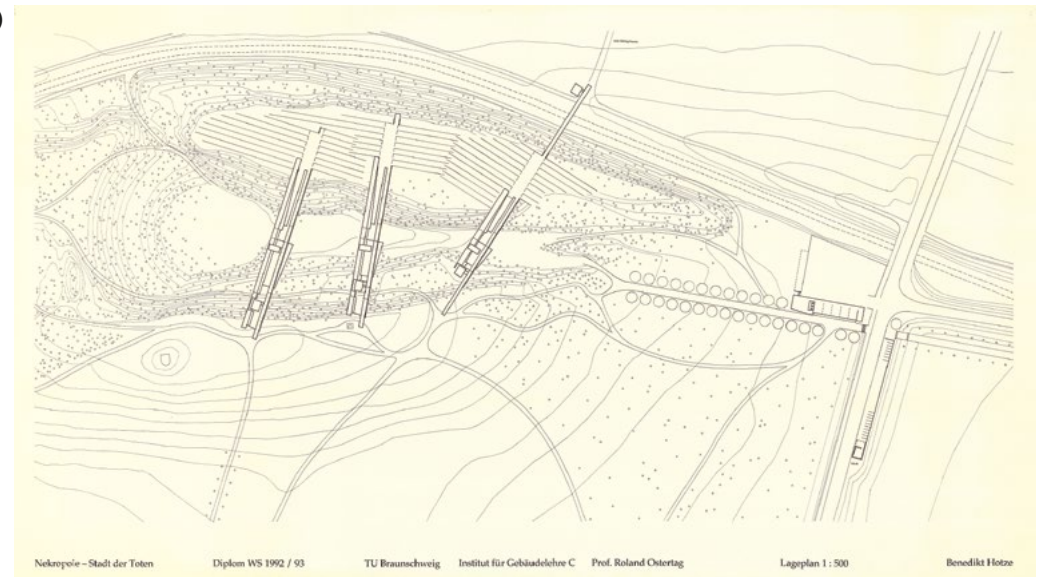 Nekropole – Stadt der Toten Diplom WS 1992 / 93 TU Braunschweig Institut für Gebäudelehre C Prof. Roland Ostertag Lageplan 1 : 500 Benedikt Hotze